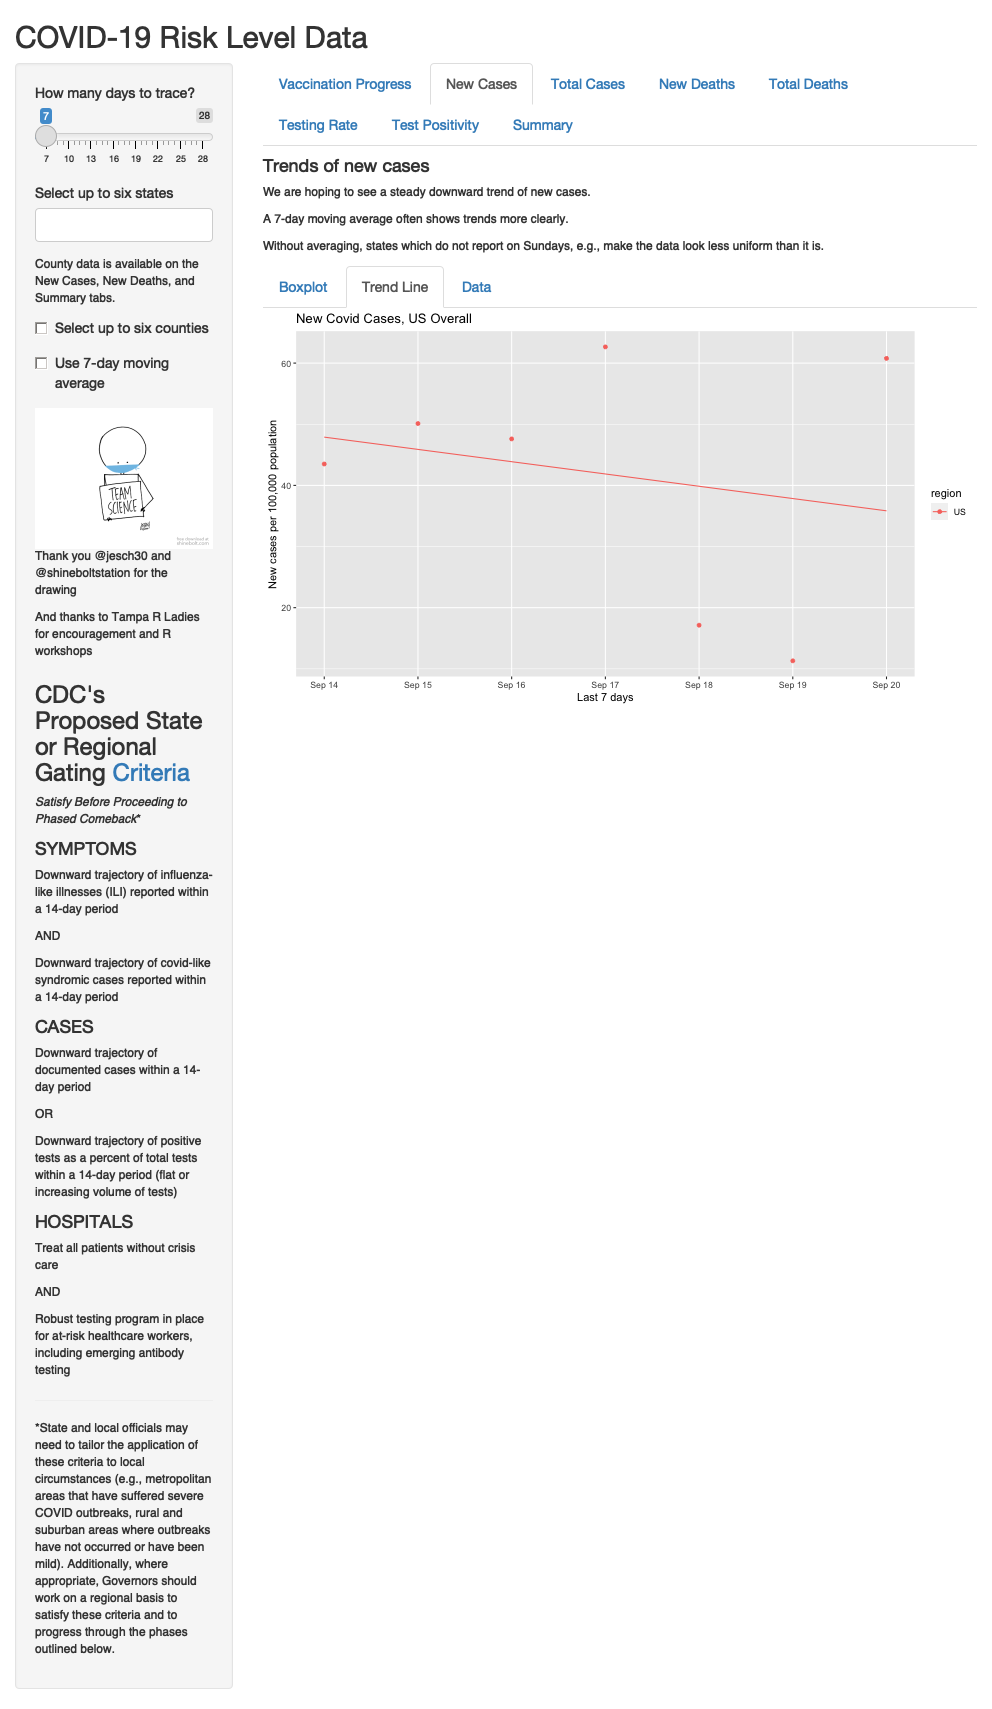 COVID-19 Risk Level Data
How many days to trace?
7
28
7 10 13 16 19 22 25 28
Select up to six states
County data is available on the
New Cases, New Deaths, and
Summary tabs.
Select up to six counties
Use 7-day moving
average
TEAM
SCIENCE
free download at
shinebolt.com
Thank you @jesch30 and
@shineboltstation for the
drawing
And thanks to Tampa R Ladies
for encouragement and R
workshops
CDC's
Proposed State
or Regional
Gating Criteria
Satisfy Before Proceeding to
Phased Comeback*
SYMPTOMS
Downward trajectory of influenza-
like illnesses (ILI) reported within
a 14-day period
AND
Downward trajectory of covid-like
syndromic cases reported within
a 14-day period
CASES
Downward trajectory of
documented cases within a 14-
day period
OR
Downward trajectory of positive
tests as a percent of total tests
within a 14-day period (flat or
increasing volume of tests)
HOSPITALS
Treat all patients without crisis
care
AND
Robust testing program in place
for at-risk healthcare workers,
including emerging antibody
testing
*State and local officials may
need to tailor the application of
these criteria to local
circumstances (e.g., metropolitan
areas that have suffered severe
COVID outbreaks, rural and
suburban areas where outbreaks
have not occurred or have been
mild). Additionally, where
appropriate, Governors should
work on a regional basis to
satisfy these criteria and to
progress through the phases
outlined below.
Vaccination Progress New Cases Total Cases New Deaths Total Deaths
Testing Rate Test Positivity Summary
Trends of new cases
We are hoping to see a steady downward trend of new cases.
A 7-day moving average often shows trends more clearly.
Without averaging, states which do not report on Sundays, e.g., make the data look less uniform than it is.
Boxplot Trend Line Data
New Covid Cases, US Overall
New cases per 100,000 population
60
40
20
Sep 14 Sep 15 Sep 16 Sep 17 Sep 18 Sep 19 Sep 20
Last 7 days
region
US